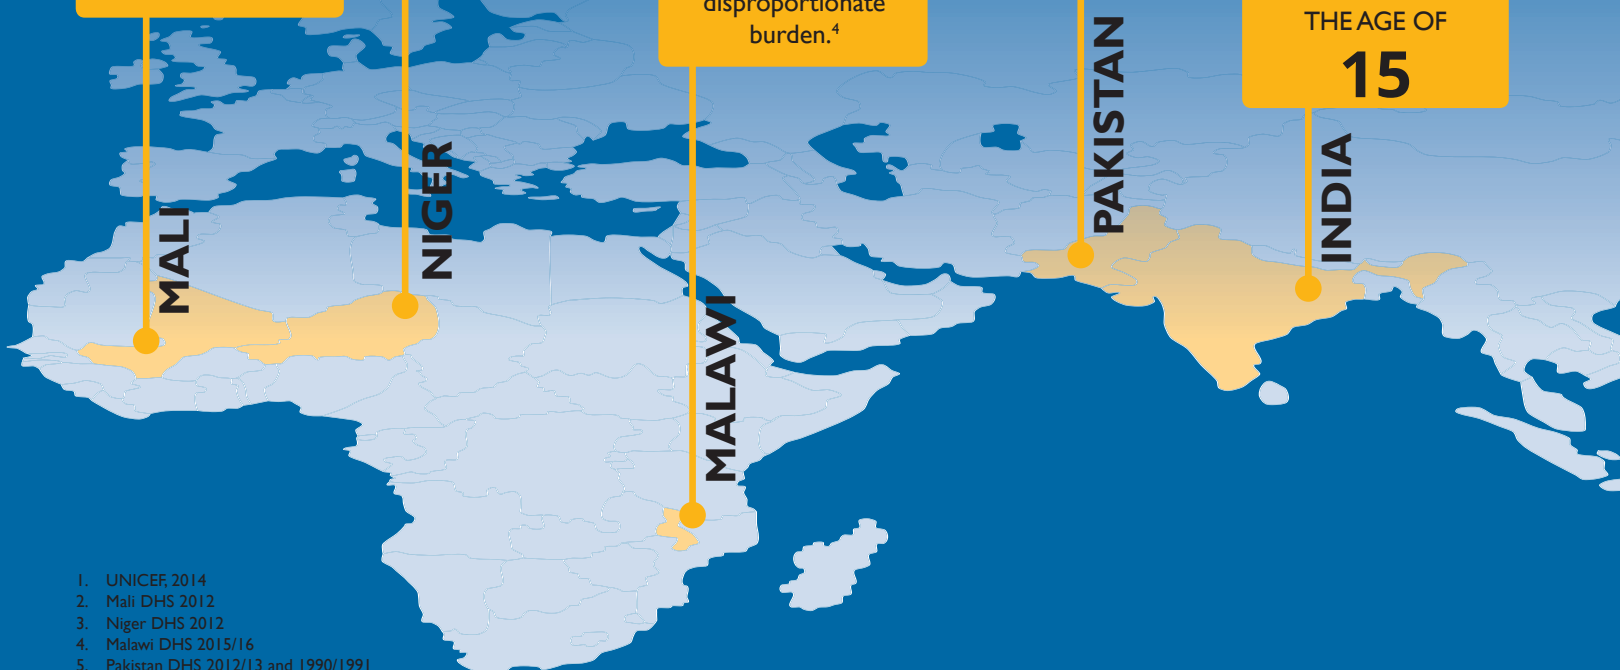 disproportionate
burden.4
THE AGE OF
15
MALI
NIGER
MALAWI
PAKISTAN
INDIA
1. UNICEF, 2014
2. Mali DHS 2012
3. Niger DHS 2012
4. Malawi DHS 2015/16
5. Pakistan DHS 2012/13 and 1990/1991